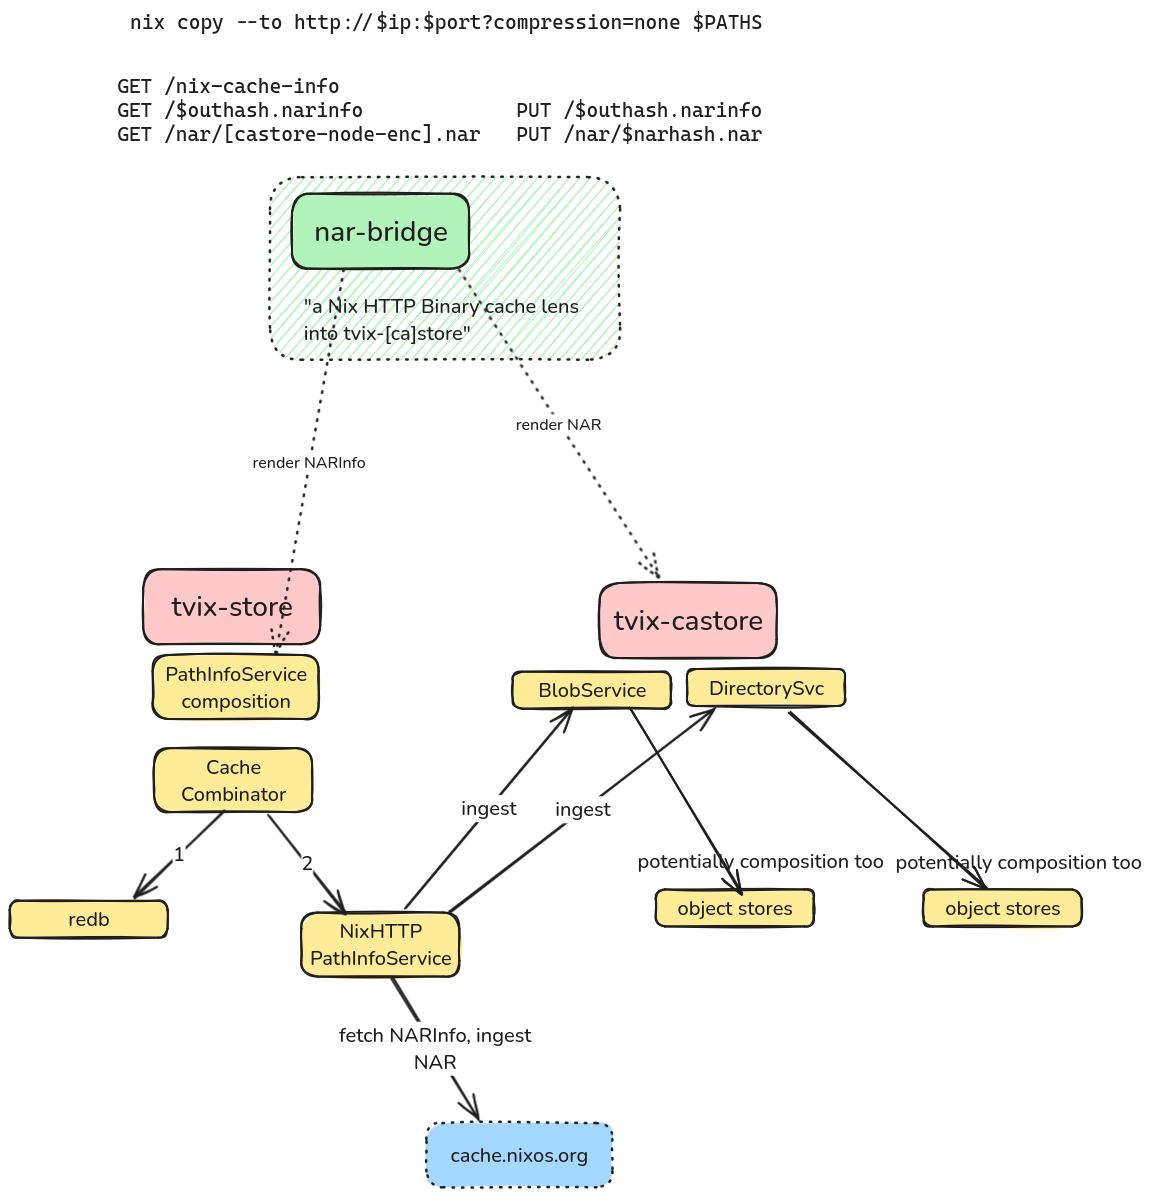 nix copy --to http://$ip:$port?compression=none $PATHS
GET /nix-cache-info
GET /$outhash.narinfo PUT /$outhash.narinfo
GET /nar/[castore-node-enc].nar PUT /nar/$narhash.nar
nar-bridge
"a Nix HTTP Binary cache lens
into tvix-[ca]store"
render NAR
render NARInfo
tvix-store
tvix-castore
PathInfoService
composition
BlobService
DirectorySvc
Cache
Combinator
ingest
ingest
1
2
potentially composition too
potentially composition too
redb
object stores
object stores
NixHTTP
PathInfoService
fetch NARInfo, ingest
NAR
cache.nixos.org